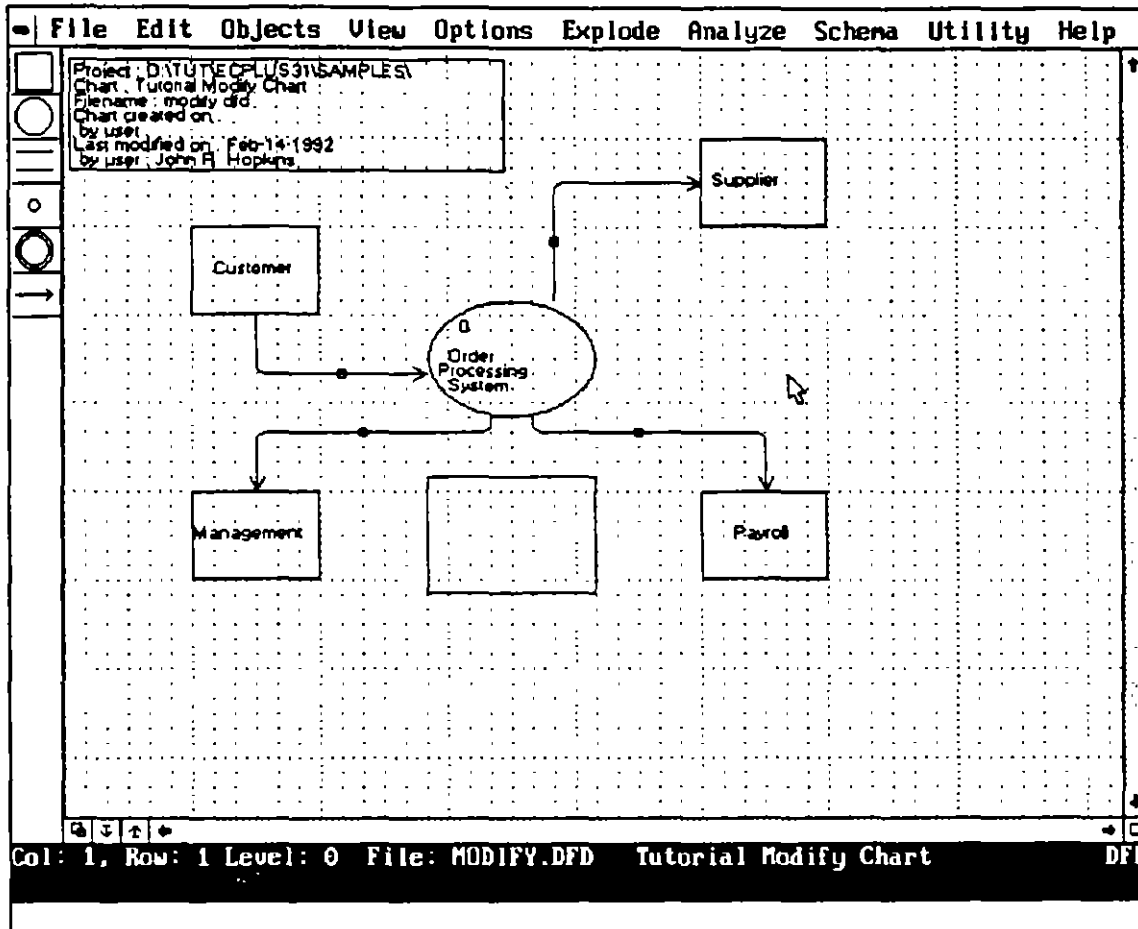 File Edit Objects View Options Explode Analyze Schema Utility Help
Project : D:\TUT\ECPLUS31\SAMPLES\
Chart : Tutorial Modify Chart
Filename : modify.dfd
Chart created on :
by user :
Last modified on : Feb-14-1992
by user : John R. Hopkins
Supplier
Customer
0
Order
Processing
System
Management
Payroll
Col: 1, Row: 1 Level: 0 File: MODIFY.DFD Tutorial Modify Chart